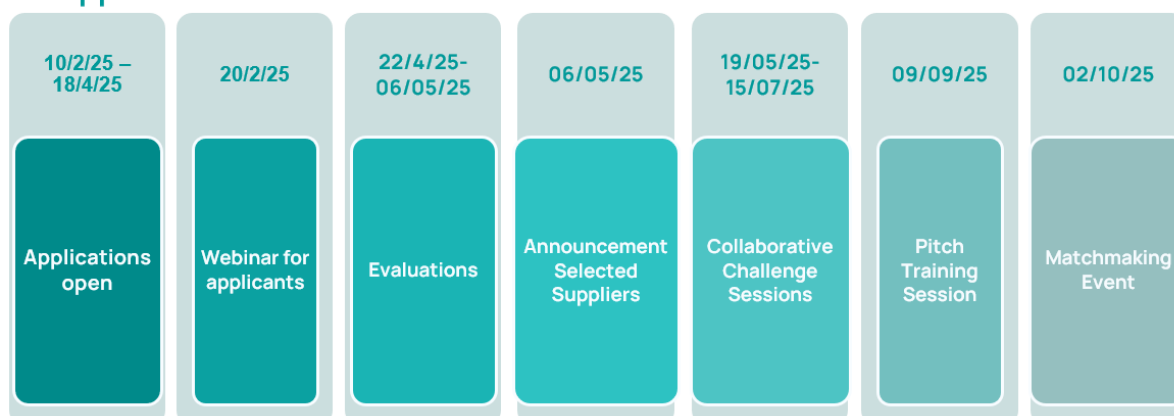 10/2/25 –
18/4/25
Applications
open
20/2/25
Webinar for
applicants
22/4/25-
06/05/25
Evaluations
06/05/25
Announcement
Selected
Suppliers
19/05/25-
15/07/25
Collaborative
Challenge
Sessions
09/09/25
Pitch
Training
Session
02/10/25
Matchmaking
Event